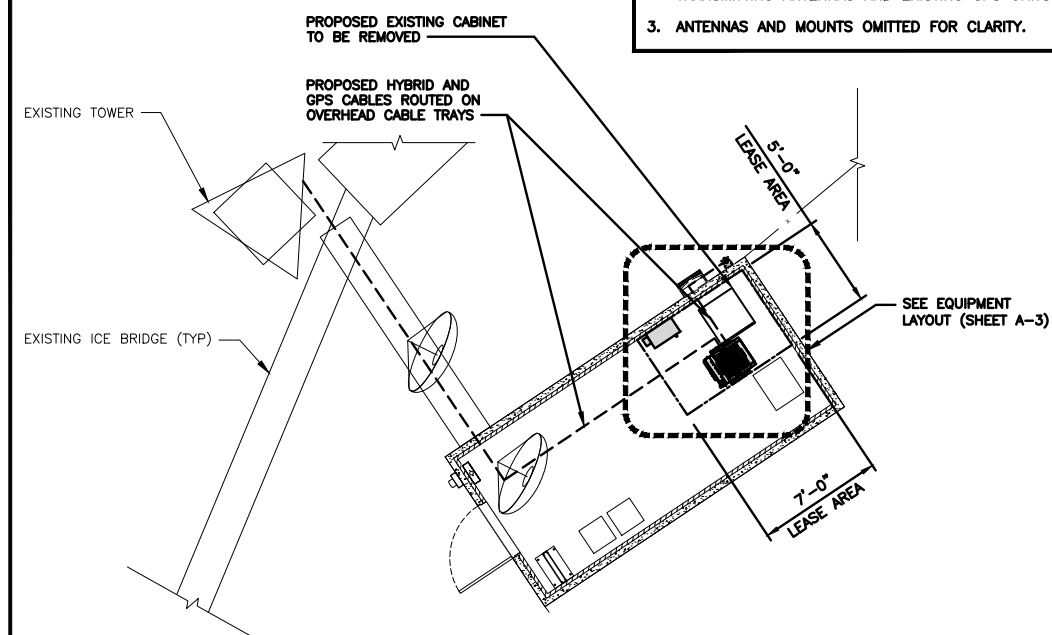 3. ANTENNAS AND MOUNTS OMITTED FOR CLARITY.
PROPOSED EXISTING CABINET
TO BE REMOVED
PROPOSED HYBRID AND
GPS CABLES ROUTED ON
OVERHEAD CABLE TRAYS
EXISTING TOWER
5'-0"
LEASE AREA
SEE EQUIPMENT
LAYOUT (SHEET A-3)
EXISTING ICE BRIDGE (TYP)
7'-0"
LEASE AREA